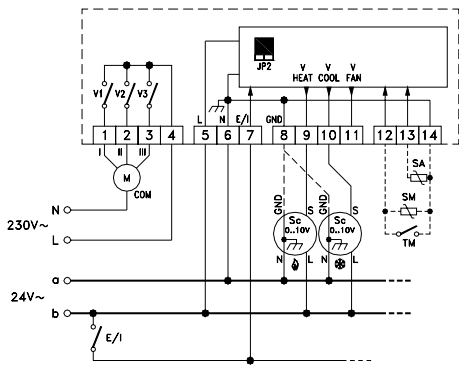 JP2
V HEAT
V COOL
V FAN
V1 V2 V3
L N E/I GND
1 2 3 4 5 6 7 8 9 10 11 12 13 14
I II III
M
COM
SA
SM
TM
GND S GND S
Sc 0..10V
Sc 0..10V
N L N L
230V~
N
L
24V~
a
b
E/I